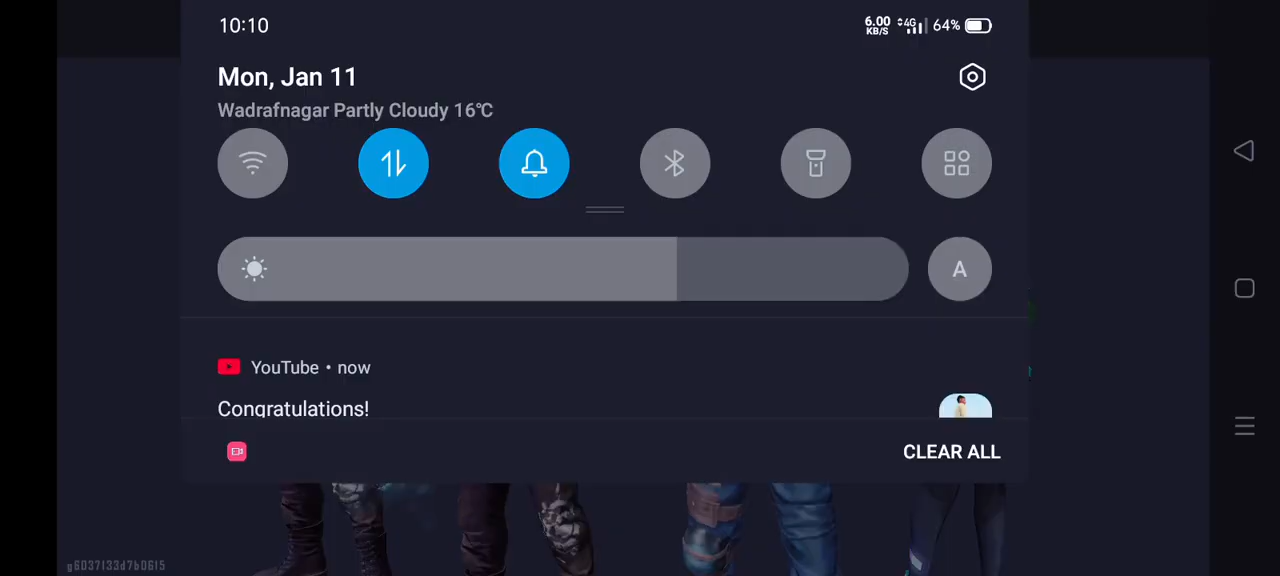 10:10
6.00 KB/S 4G 64%
Mon, Jan 11
Wadrafnagar Partly Cloudy 16℃
A
YouTube • now
Congratulations!
CLEAR ALL